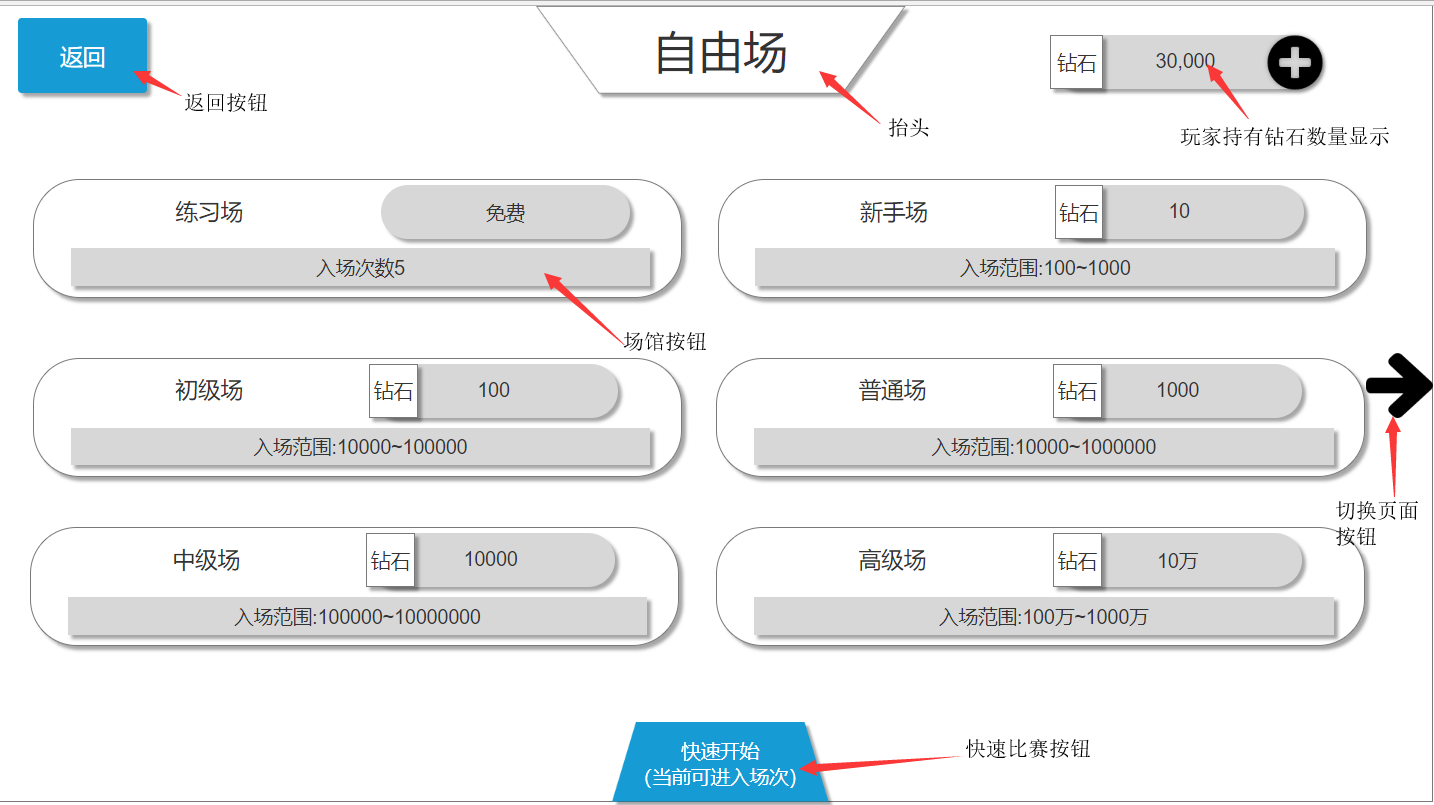 返回
返回按钮
自由场
抬头
钻石
30,000
玩家持有钻石数量显示
练习场
免费
入场次数5
场馆按钮
新手场
钻石
10
入场范围:100~1000
初级场
钻石
100
入场范围:10000~100000
普通场
钻石
1000
入场范围:10000~1000000
切换页面
按钮
中级场
钻石
10000
入场范围:100000~10000000
高级场
钻石
10万
入场范围:100万~1000万
快速开始
(当前可进入场次)
快速比赛按钮